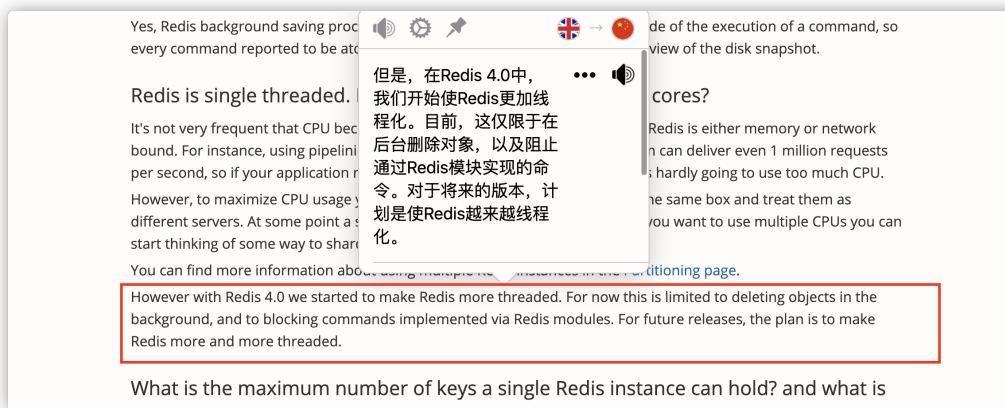 Yes, Redis background saving proc
de of the execution of a command, so
every command reported to be ato
view of the disk snapshot.
但是，在Redis 4.0中，
我们开始使Redis更加线
程化。目前，这仅限于在
后台删除对象，以及阻止
通过Redis模块实现的命
令。对于将来的版本，计
划是使Redis越来越线程
化。
Redis is single threaded.
cores?
It's not very frequent that CPU bec
Redis is either memory or network
bound. For instance, using pipelini
n can deliver even 1 million requests
per second, so if your application
s hardly going to use too much CPU.
However, to maximize CPU usage y
he same box and treat them as
different servers. At some point a s
you want to use multiple CPUs you can
start thinking of some way to shard
You can find more information about using multiple Redis instances in the Partitioning page.
However with Redis 4.0 we started to make Redis more threaded. For now this is limited to deleting objects in the
background, and to blocking commands implemented via Redis modules. For future releases, the plan is to make
Redis more and more threaded.
What is the maximum number of keys a single Redis instance can hold? and what is